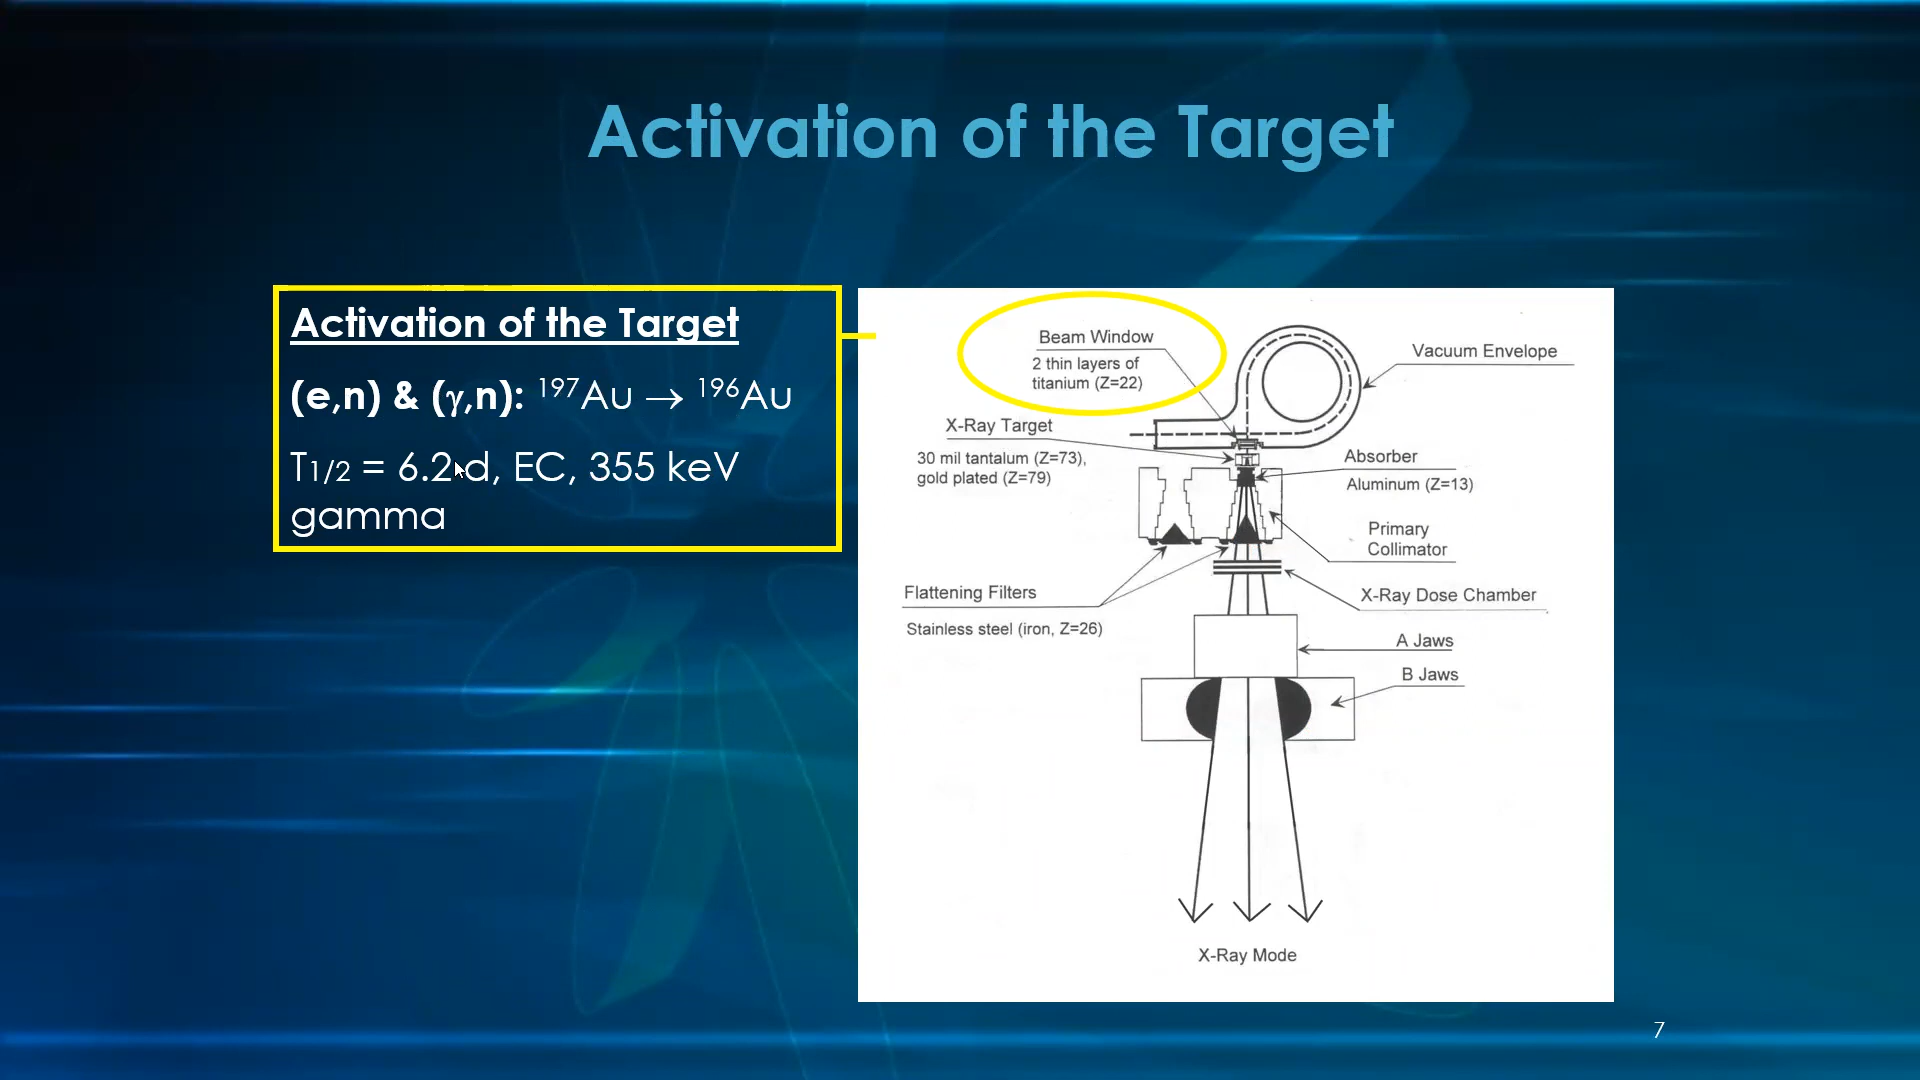 Activation of the Target
Activation of the Target
(e,n) & (γ,n): ¹⁹⁷Au → ¹⁹⁶Au
T1/2 = 6.2 d, EC, 355 keV
gamma
Beam Window
2 thin layers of
titanium (Z=22)
Vacuum Envelope
X-Ray Target
30 mil tantalum (Z=73),
gold plated (Z=79)
Absorber
Aluminum (Z=13)
Primary
Collimator
Flattening Filters
Stainless steel (iron, Z=26)
X-Ray Dose Chamber
A Jaws
B Jaws
X-Ray Mode
7